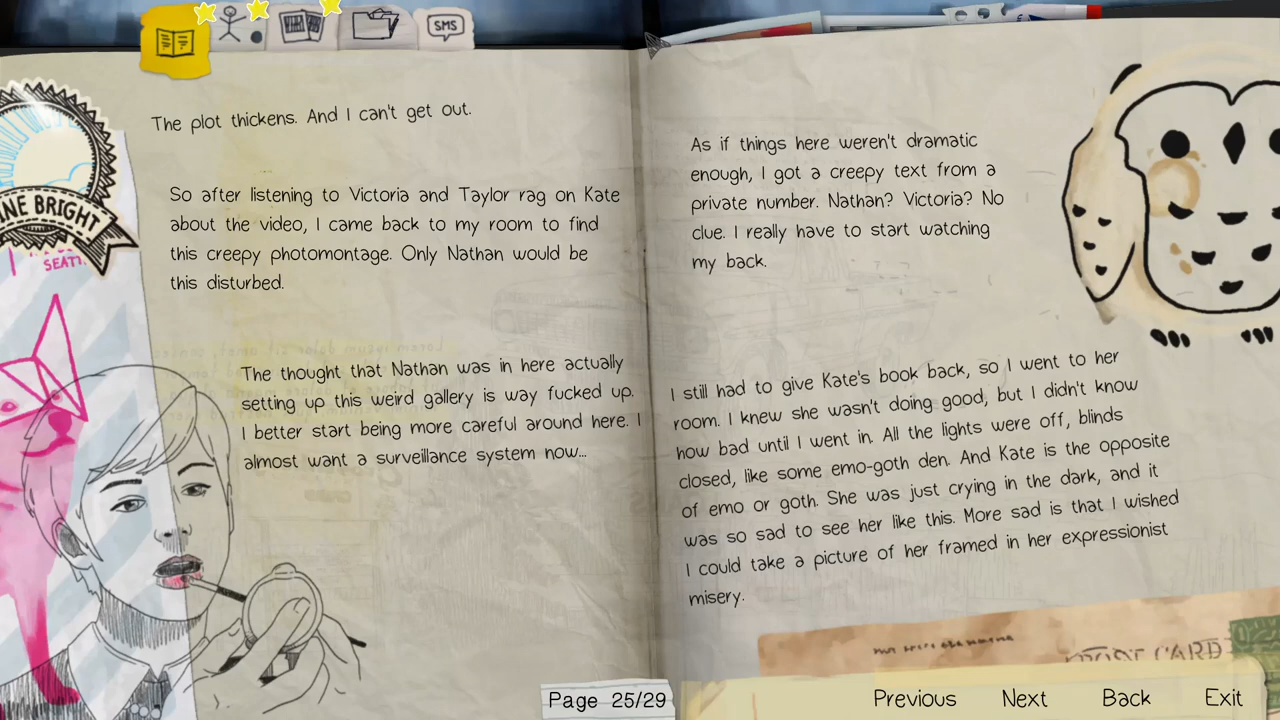 SMS
The plot thickens. And I can't get out.
So after listening to Victoria and Taylor rag on Kate
about the video, I came back to my room to find
this creepy photomontage. Only Nathan would be
this disturbed.
The thought that Nathan was in here actually
setting up this weird gallery is way fucked up.
I better start being more careful around here. I
almost want a surveillance system now...
INE BRIGHT
SEATT
As if things here weren't dramatic
enough, I got a creepy text from a
private number. Nathan? Victoria? No
clue. I really have to start watching
my back.
I still had to give Kate's book back, so I went to her
room. I knew she wasn't doing good, but I didn't know
how bad until I went in. All the lights were off, blinds
closed, like some emo-goth den. And Kate is the opposite
of emo or goth. She was just crying in the dark, and it
was so sad to see her like this. More sad is that I wished
I could take a picture of her framed in her expressionist
misery.
POST CARD
Page 25/29
Previous Next Back Exit